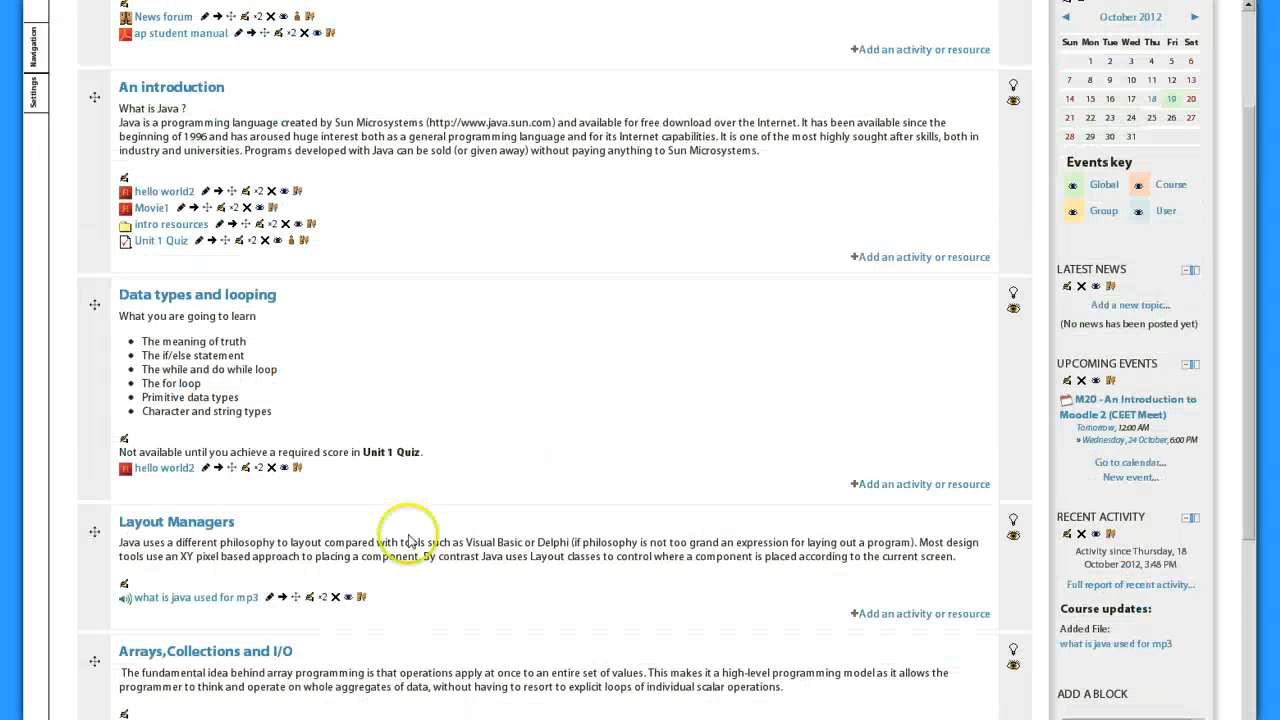 Navigation
Settings
News forum ×2
ap student manual ×2
+Add an activity or resource
An introduction
What is Java ?
Java is a programming language created by Sun Microsystems (http://www.java.sun.com) and available for free download over the Internet. It has been available since the
beginning of 1996 and has aroused huge interest both as a general programming language and for its Internet capabilities. It is one of the most highly sought after skills, both in
industry and universities. Programs developed with Java can be sold (or given away) without paying anything to Sun Microsystems.
hello world2 ×2
Movie1 ×2
intro resources ×2
Unit 1 Quiz ×2
+Add an activity or resource
Data types and looping
What you are going to learn
• The meaning of truth
• The if/else statement
• The while and do while loop
• The for loop
• Primitive data types
• Character and string types
Not available until you achieve a required score in Unit 1 Quiz.
hello world2 ×2
+Add an activity or resource
Layout Managers
Java uses a different philosophy to layout compared with tools such as Visual Basic or Delphi (if philosophy is not too grand an expression for laying out a program). Most design
tools use an XY pixel based approach to placing a component. By contrast Java uses Layout classes to control where a component is placed according to the current screen.
what is java used for mp3 ×2
+Add an activity or resource
Arrays,Collections and I/O
The fundamental idea behind array programming is that operations apply at once to an entire set of values. This makes it a high-level programming model as it allows the
programmer to think and operate on whole aggregates of data, without having to resort to explicit loops of individual scalar operations.
◄ October 2012 ►
Sun Mon Tue Wed Thu Fri Sat
1 2 3 4 5 6
7 8 9 10 11 12 13
14 15 16 17 18 19 20
21 22 23 24 25 26 27
28 29 30 31
Events key
Global Course
Group User
LATEST NEWS
Add a new topic...
(No news has been posted yet)
UPCOMING EVENTS
M20 - An Introduction to
Moodle 2 (CEET Meet)
Tomorrow, 12:00 AM
» Wednesday, 24 October, 6:00 PM
Go to calendar...
New event...
RECENT ACTIVITY
Activity since Thursday, 18
October 2012, 3:48 PM
Full report of recent activity...
Course updates:
Added File:
what is java used for mp3
ADD A BLOCK